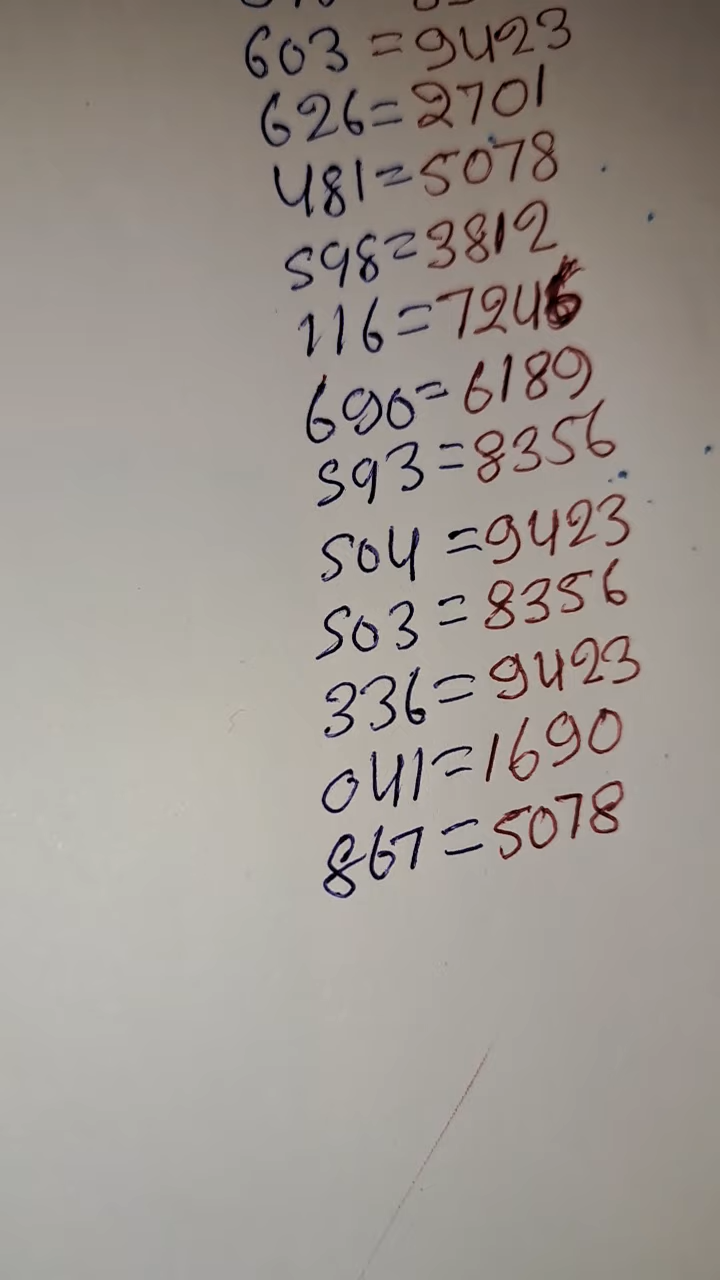 603 = 9423
626 = 2701
481 = 5078
598 = 3812
116 = 7246
690 = 6189
593 = 8356
504 = 9423
503 = 8356
336 = 9423
041 = 1690
867 = 5078